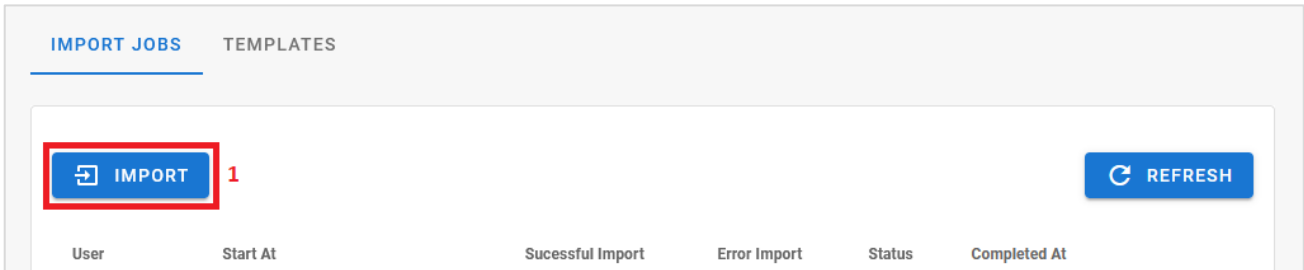 IMPORT JOBS TEMPLATES
IMPORT 1 REFRESH
User Start At Sucessful Import Error Import Status Completed At